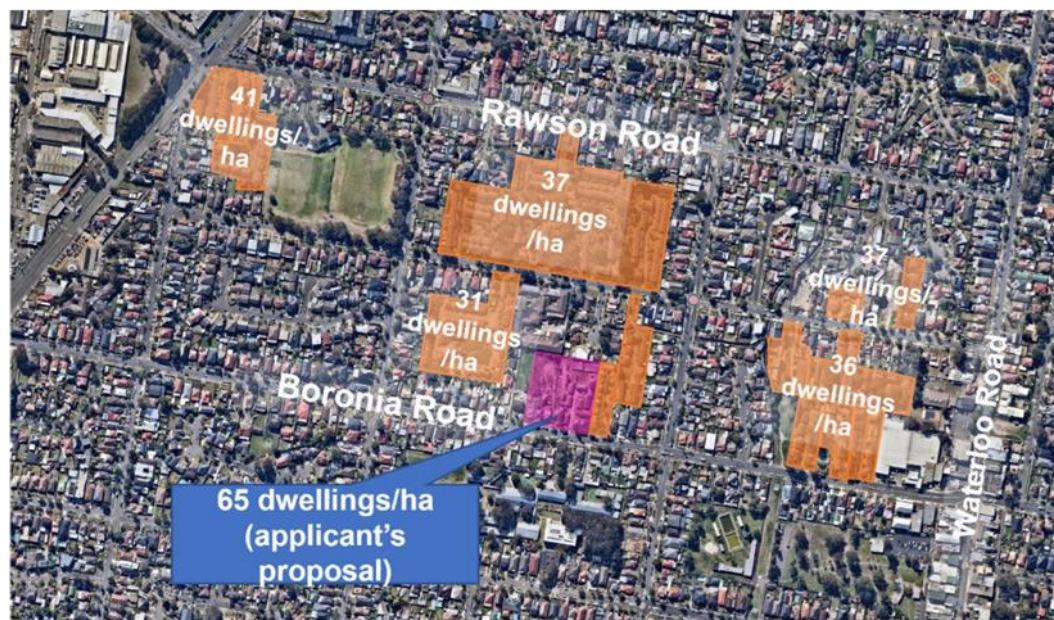 41
dwellings/
ha
Rawson Road
37
dwellings
/ha
37
dwellings/
ha
31
dwellings
/ha
36
dwellings
/ha
Boronia Road
Waterloo Road
65 dwellings/ha
(applicant's
proposal)